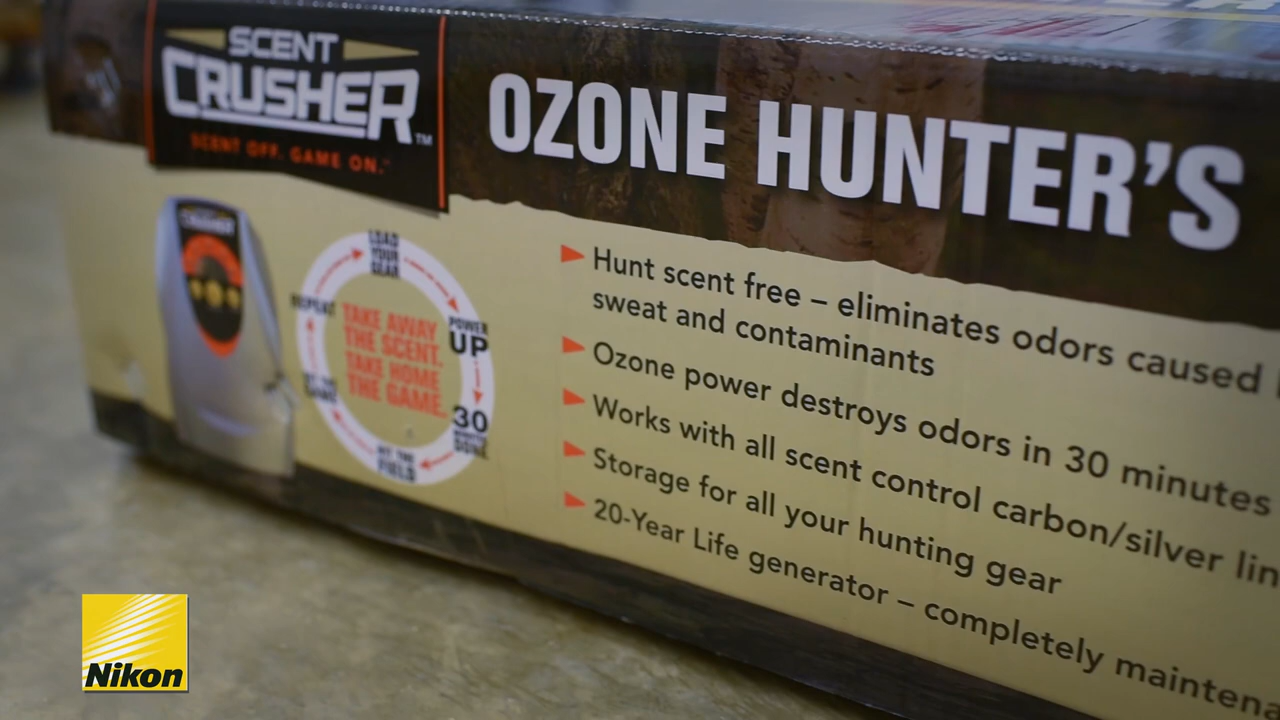 SCENT
CRUSHER™
SCENT OFF. GAME ON.™
OZONE HUNTER'S
CRUSHER
LOAD
YOUR
GEAR
POWER
UP
30
HIT THE
FIELD
REPEAT
TAKE AWAY
THE SCENT.
TAKE HOME
THE GAME.
Hunt scent free – eliminates odors caused
sweat and contaminants
Ozone power destroys odors in 30 minutes
Works with all scent control carbon/silver lin
Storage for all your hunting gear
20-Year Life generator – completely maintena
Nikon